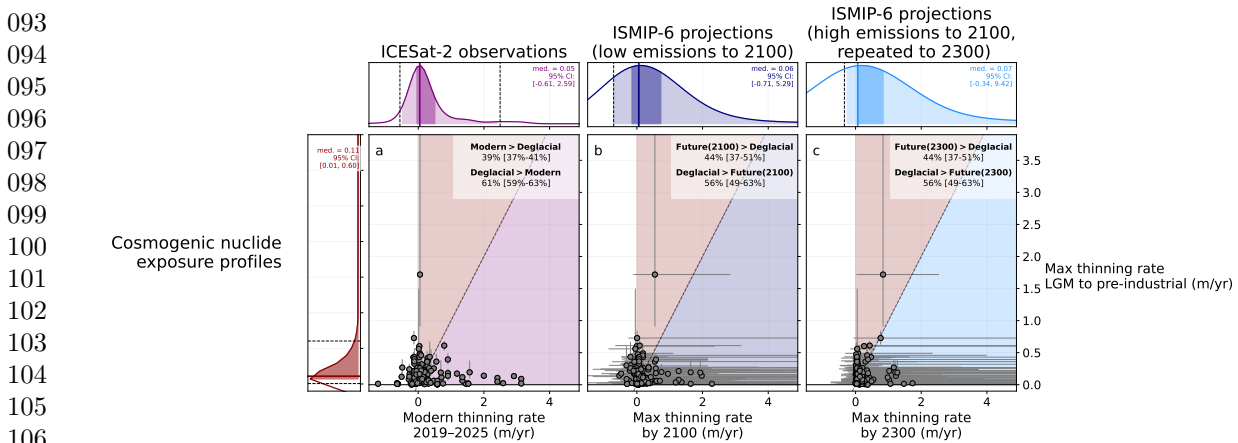 093
094
095
096
097
098
099
100
101
102
103
104
105
106
ICESat-2 observations
ISMIP-6 projections
(low emissions to 2100)
ISMIP-6 projections
(high emissions to 2100,
repeated to 2300)
med. = 0.05
95% CI:
[-0.61, 2.59]
med. = 0.06
95% CI:
[-0.71, 5.29]
med. = 0.07
95% CI:
[-0.34, 9.42]
Cosmogenic nuclide
exposure profiles
med. = 0.11
95% CI:
[0.01, 0.60]
a
Modern > Deglacial
39% [37%-41%]
Deglacial > Modern
61% [59%-63%]
b
Future(2100) > Deglacial
44% [37-51%]
Deglacial > Future(2100)
56% [49-63%]
c
Future(2300) > Deglacial
44% [37-51%]
Deglacial > Future(2300)
56% [49-63%]
3.5
3.0
2.5
2.0
1.5
1.0
0.5
0.0
Max thinning rate
LGM to pre-industrial (m/yr)
0 2 4
0 2 4
0 2 4
Modern thinning rate
2019–2025 (m/yr)
Max thinning rate
by 2100 (m/yr)
Max thinning rate
by 2300 (m/yr)